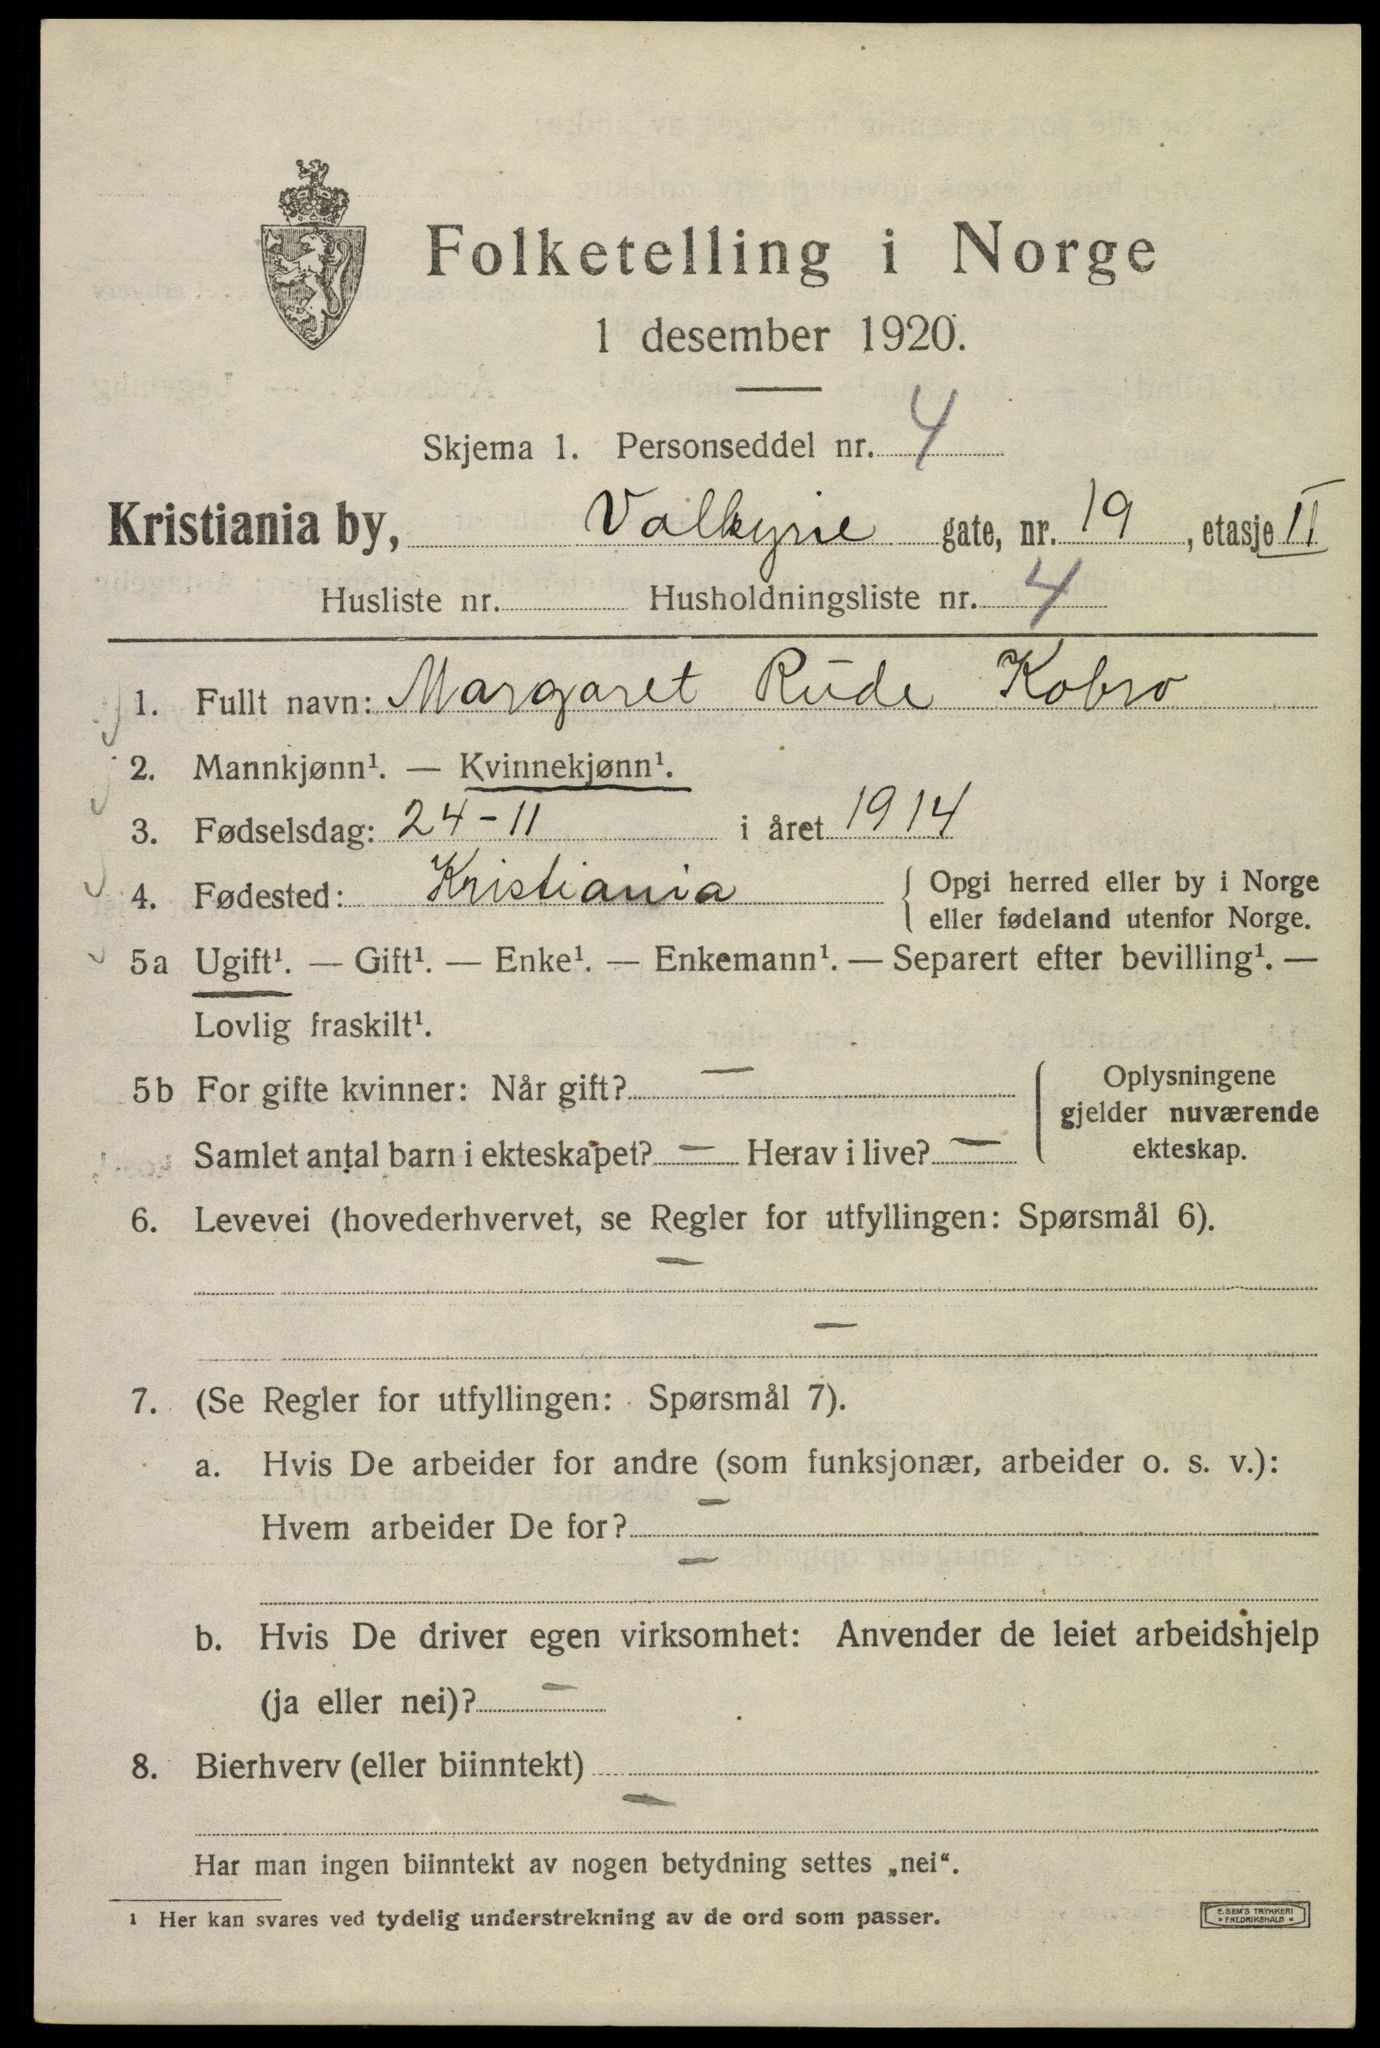 Folketelling i Norge
1 desember 1920.
Skjema 1. Personseddel nr. 4
Kristiania by, Valkyrie gate, nr. 19, etasje II
Husliste nr. Husholdningsliste nr. 4
1. Fullt navn: Margaret Rude Kobro
2. Mannkjønn¹. — Kvinnekjønn¹.
3. Fødselsdag: 24-11 i året 1914
4. Fødested: Kristiania { Opgi herred eller by i Norge
eller fødeland utenfor Norge.
5a Ugift¹. — Gift¹. — Enke¹. — Enkemann¹. — Separert efter bevilling¹. —
Lovlig fraskilt¹.
5b For gifte kvinner: Når gift? —
Samlet antal barn i ekteskapet? — Herav i live? —
Oplysningene
gjelder nuværende
ekteskap.
6. Levevei (hovederhvervet, se Regler for utfyllingen: Spørsmål 6).
—
—
7. (Se Regler for utfyllingen: Spørsmål 7).
a. Hvis De arbeider for andre (som funksjonær, arbeider o. s. v.):
Hvem arbeider De for? —
—
b. Hvis De driver egen virksomhet: Anvender de leiet arbeidshjelp
(ja eller nei)? —
8. Bierhverv (eller biinntekt)
—
Har man ingen biinntekt av nogen betydning settes „nei“.
¹ Her kan svares ved tydelig understrekning av de ord som passer.
E. SEM'S TRYKKERI
* FREDRIKSHALD *